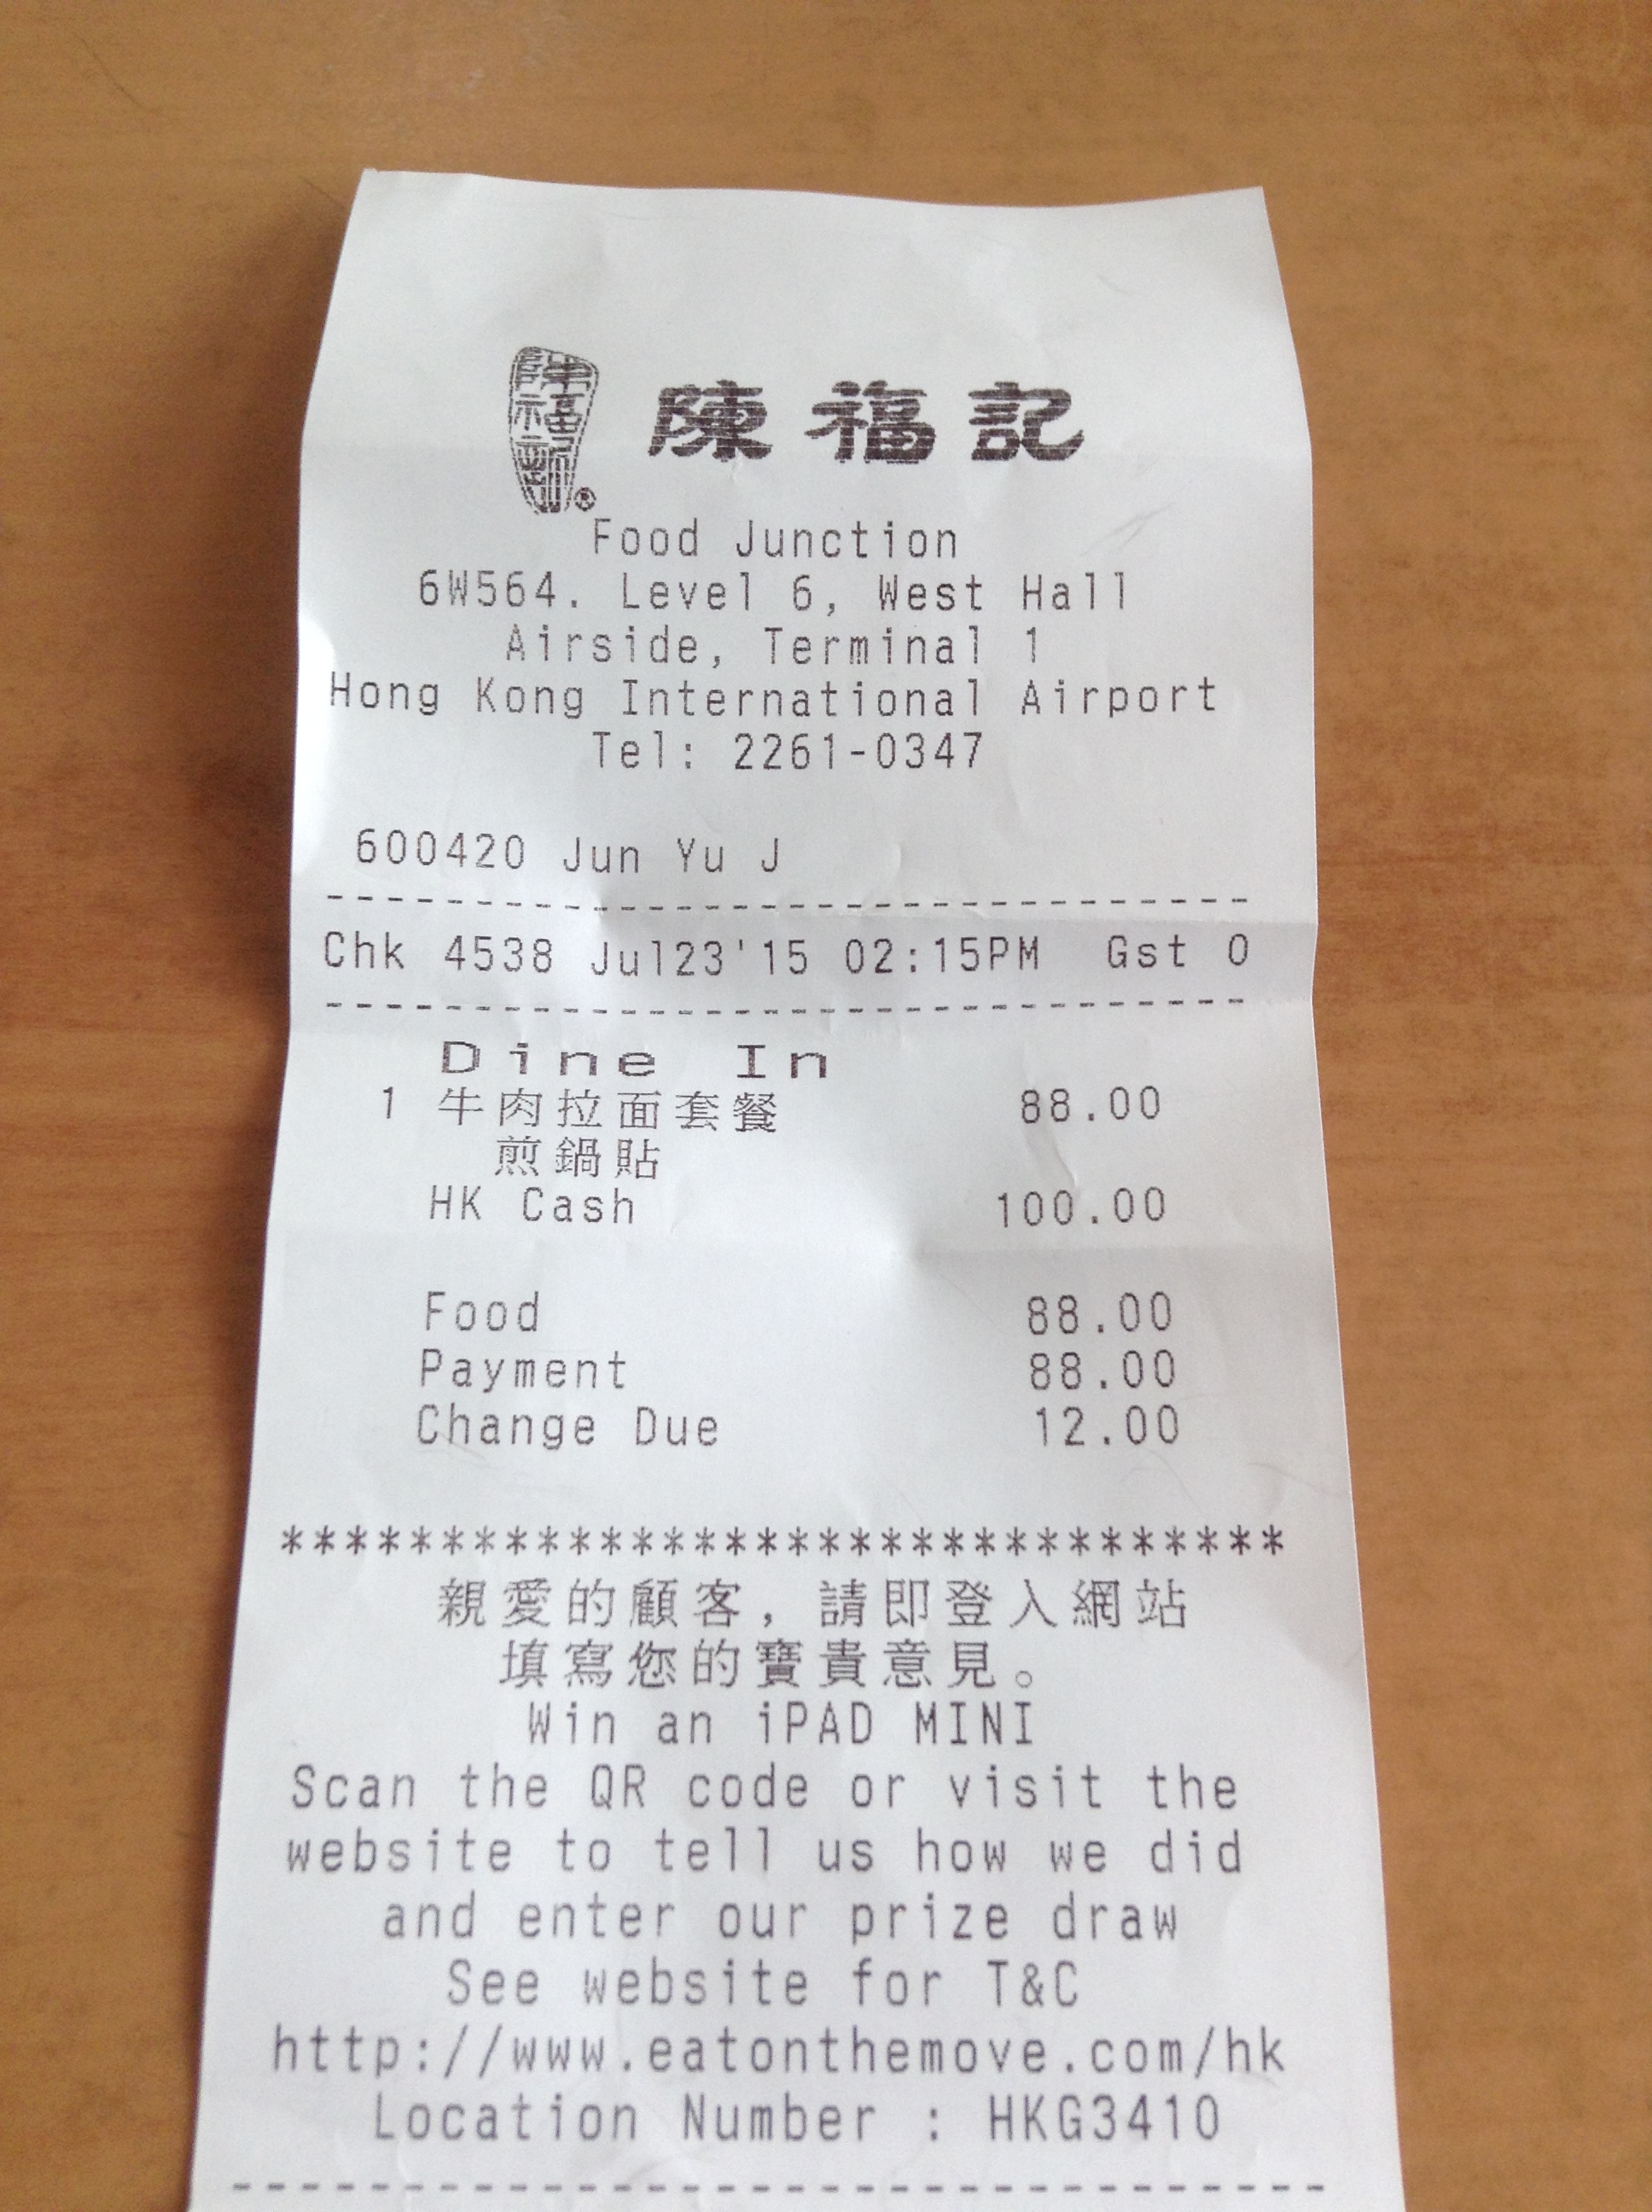 陳福記
陳福記®
Food Junction
6W564. Level 6, West Hall
Airside, Terminal 1
Hong Kong International Airport
Tel: 2261-0347
600420 Jun Yu J
--------------------------------
Chk 4538 Jul23'15 02:15PM Gst 0
--------------------------------
Dine In
1 牛肉拉面套餐 88.00
煎鍋貼
HK Cash 100.00
Food 88.00
Payment 88.00
Change Due 12.00
********************************
親愛的顧客，請即登入網站
填寫您的寶貴意見。
Win an iPAD MINI
Scan the QR code or visit the
website to tell us how we did
and enter our prize draw
See website for T&C
http://www.eatonthemove.com/hk
Location Number : HKG3410
--------------------------------